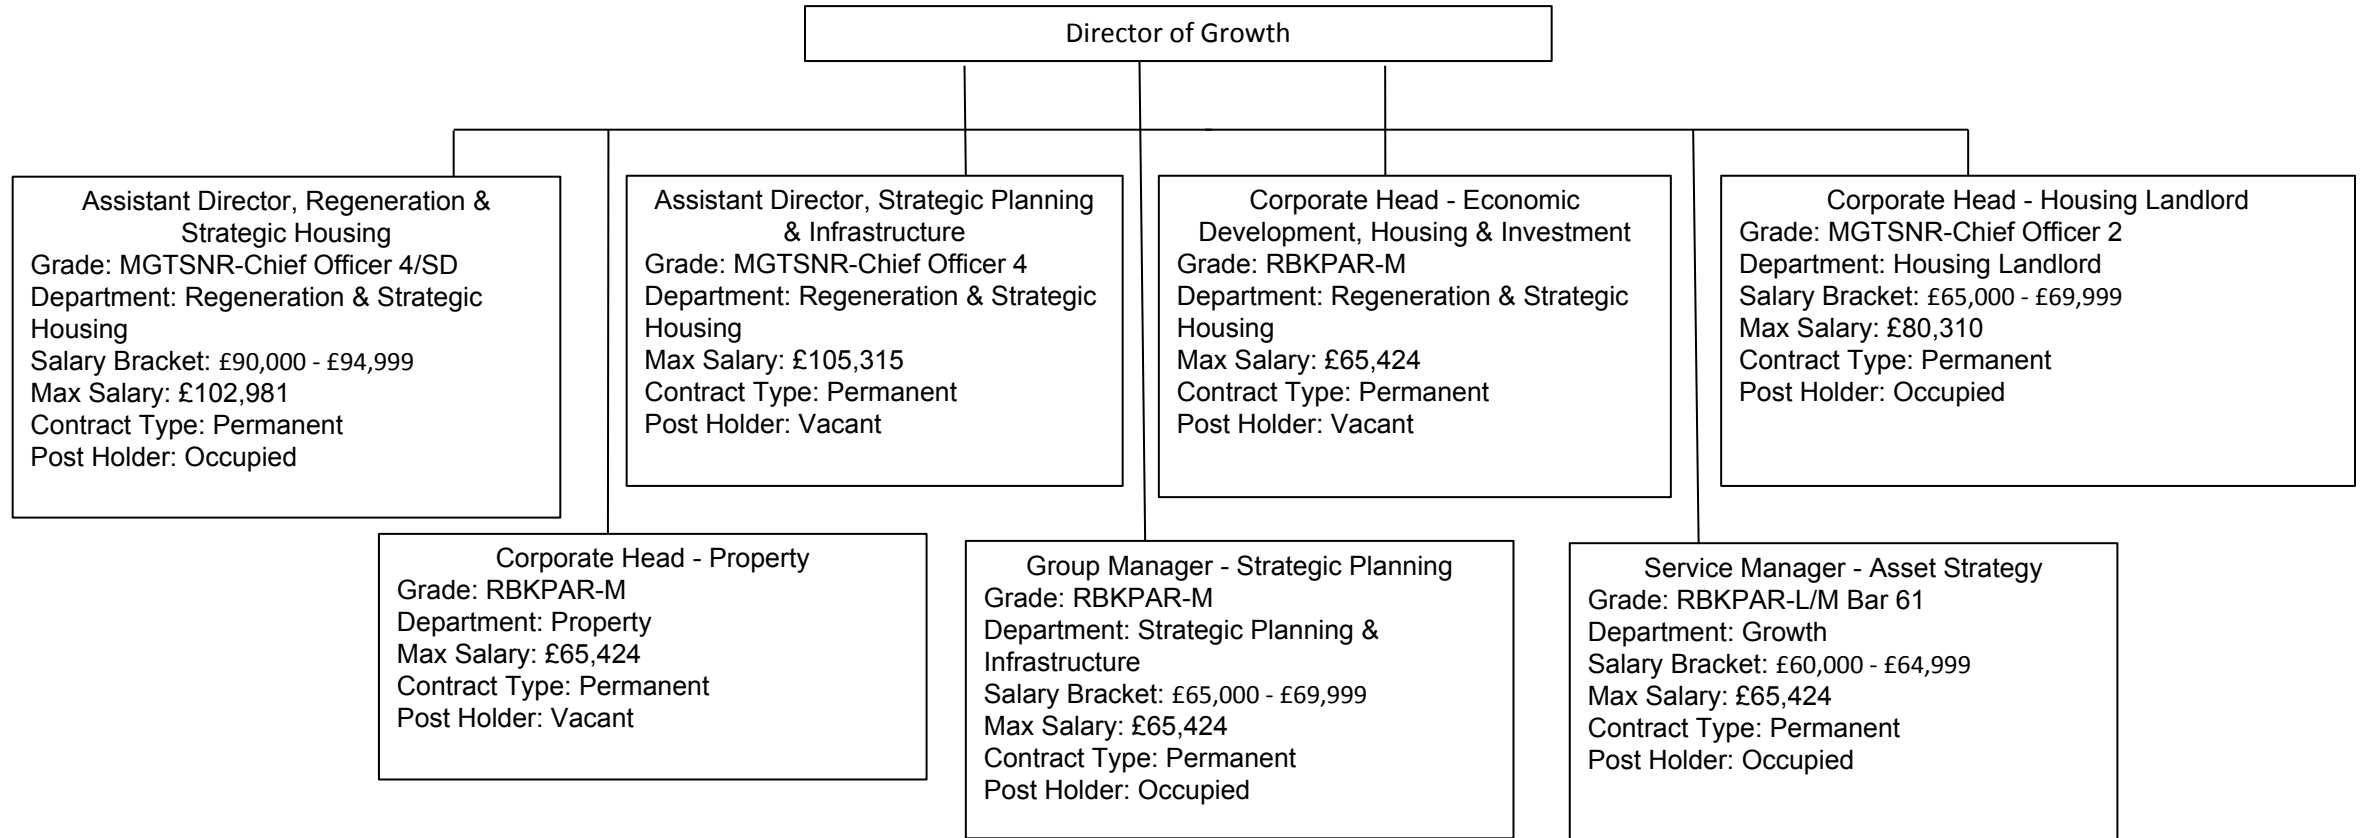 Director of Growth
Assistant Director, Regeneration &
Strategic Housing
Grade: MGTSNR-Chief Officer 4/SD
Department: Regeneration & Strategic
Housing
Salary Bracket: £90,000 - £94,999
Max Salary: £102,981
Contract Type: Permanent
Post Holder: Occupied
Assistant Director, Strategic Planning
& Infrastructure
Grade: MGTSNR-Chief Officer 4
Department: Regeneration & Strategic
Housing
Max Salary: £105,315
Contract Type: Permanent
Post Holder: Vacant
Corporate Head - Economic
Development, Housing & Investment
Grade: RBKPAR-M
Department: Regeneration & Strategic
Housing
Max Salary: £65,424
Contract Type: Permanent
Post Holder: Vacant
Corporate Head - Housing Landlord
Grade: MGTSNR-Chief Officer 2
Department: Housing Landlord
Salary Bracket: £65,000 - £69,999
Max Salary: £80,310
Contract Type: Permanent
Post Holder: Occupied
Corporate Head - Property
Grade: RBKPAR-M
Department: Property
Max Salary: £65,424
Contract Type: Permanent
Post Holder: Vacant
Group Manager - Strategic Planning
Grade: RBKPAR-M
Department: Strategic Planning &
Infrastructure
Salary Bracket: £65,000 - £69,999
Max Salary: £65,424
Contract Type: Permanent
Post Holder: Occupied
Service Manager - Asset Strategy
Grade: RBKPAR-L/M Bar 61
Department: Growth
Salary Bracket: £60,000 - £64,999
Max Salary: £65,424
Contract Type: Permanent
Post Holder: Occupied